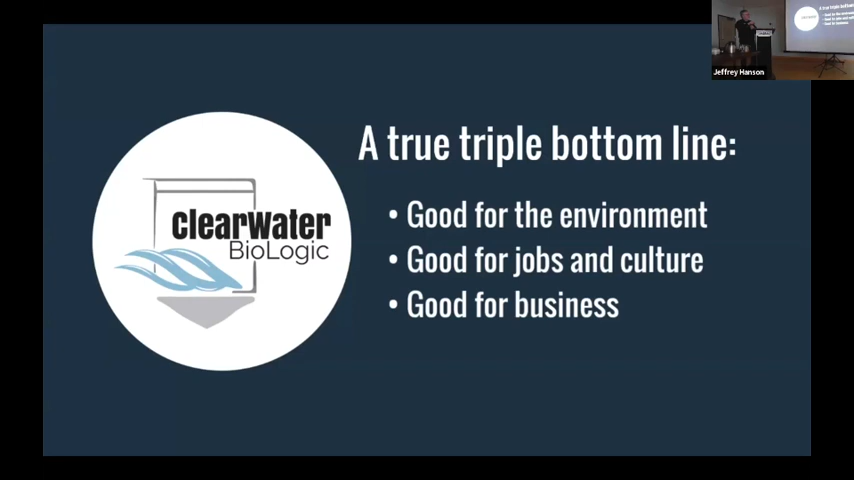 A true triple bottom line:
clearwater
BioLogic
• Good for the environment
• Good for jobs and culture
• Good for business
Jeffrey Hanson